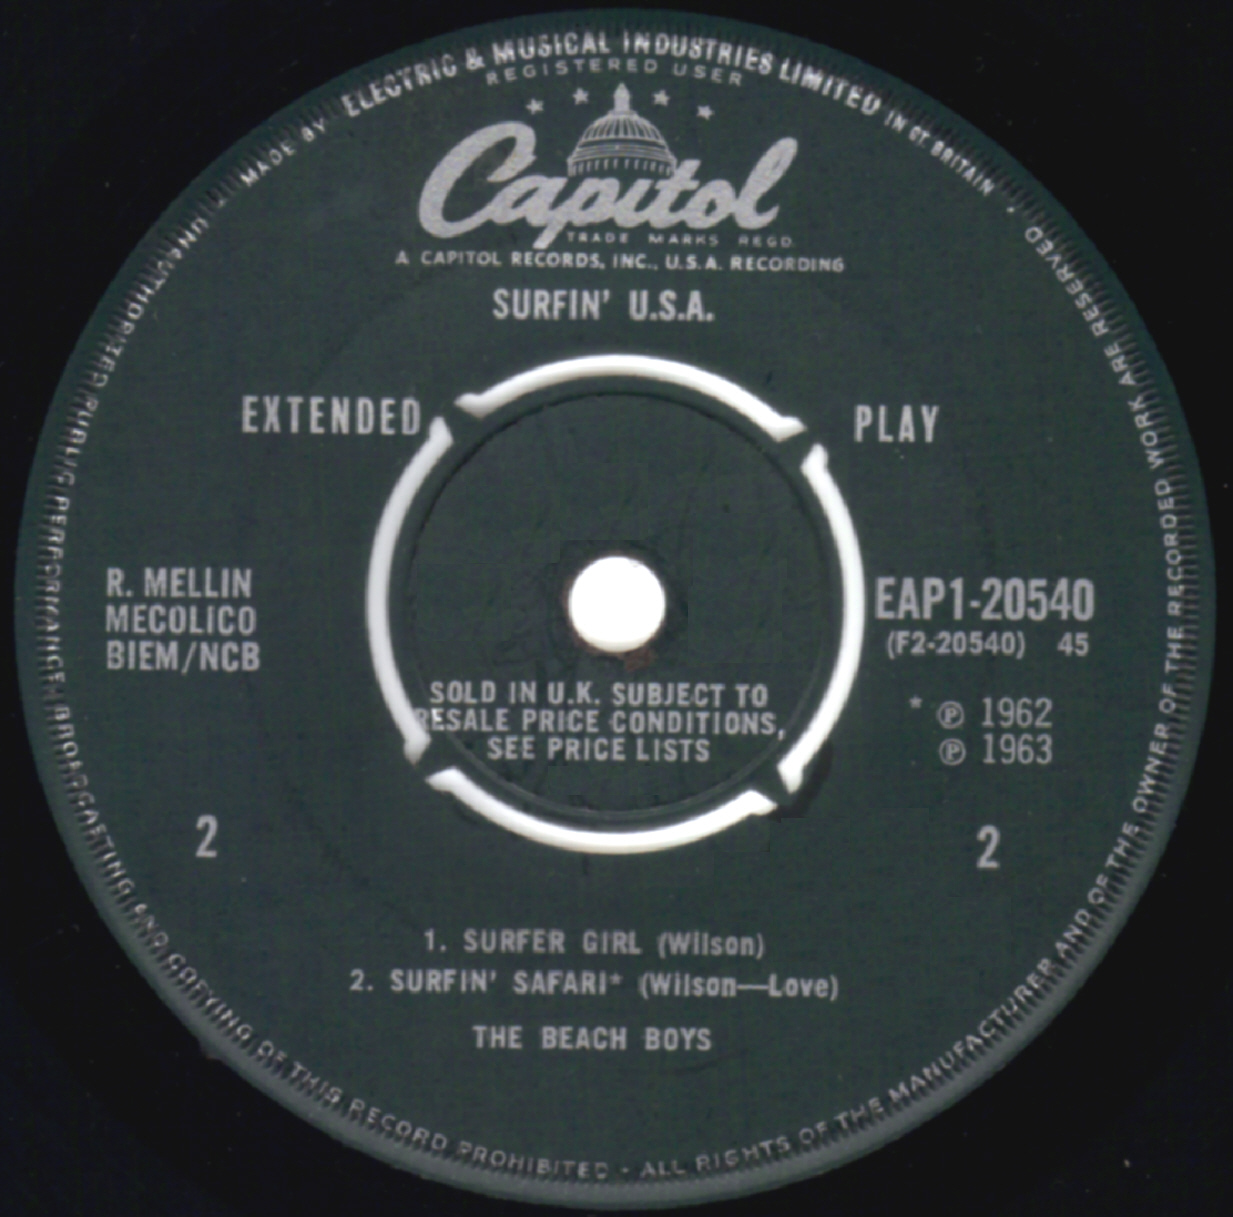 MADE BY ELECTRIC & MUSICAL INDUSTRIES LIMITED IN GT. BRITAIN · ALL RIGHTS OF THE MANUFACTURER AND OF THE OWNER OF THE RECORDED WORK ARE RESERVED
UNAUTHORISED PUBLIC PERFORMANCE BROADCASTING AND COPYING OF THIS RECORD PROHIBITED ·
REGISTERED USER
Capitol
TRADE MARKS REGD
A CAPITOL RECORDS, INC., U.S.A. RECORDING
SURFIN' U.S.A.
EXTENDED PLAY
R. MELLIN
MECOLICO
BIEM/NCB
EAP1-20540
(F2-20540) 45
SOLD IN U.K. SUBJECT TO
RESALE PRICE CONDITIONS,
SEE PRICE LISTS
* ℗ 1962
℗ 1963
2 2
1. SURFER GIRL (Wilson)
2. SURFIN' SAFARI* (Wilson—Love)
THE BEACH BOYS